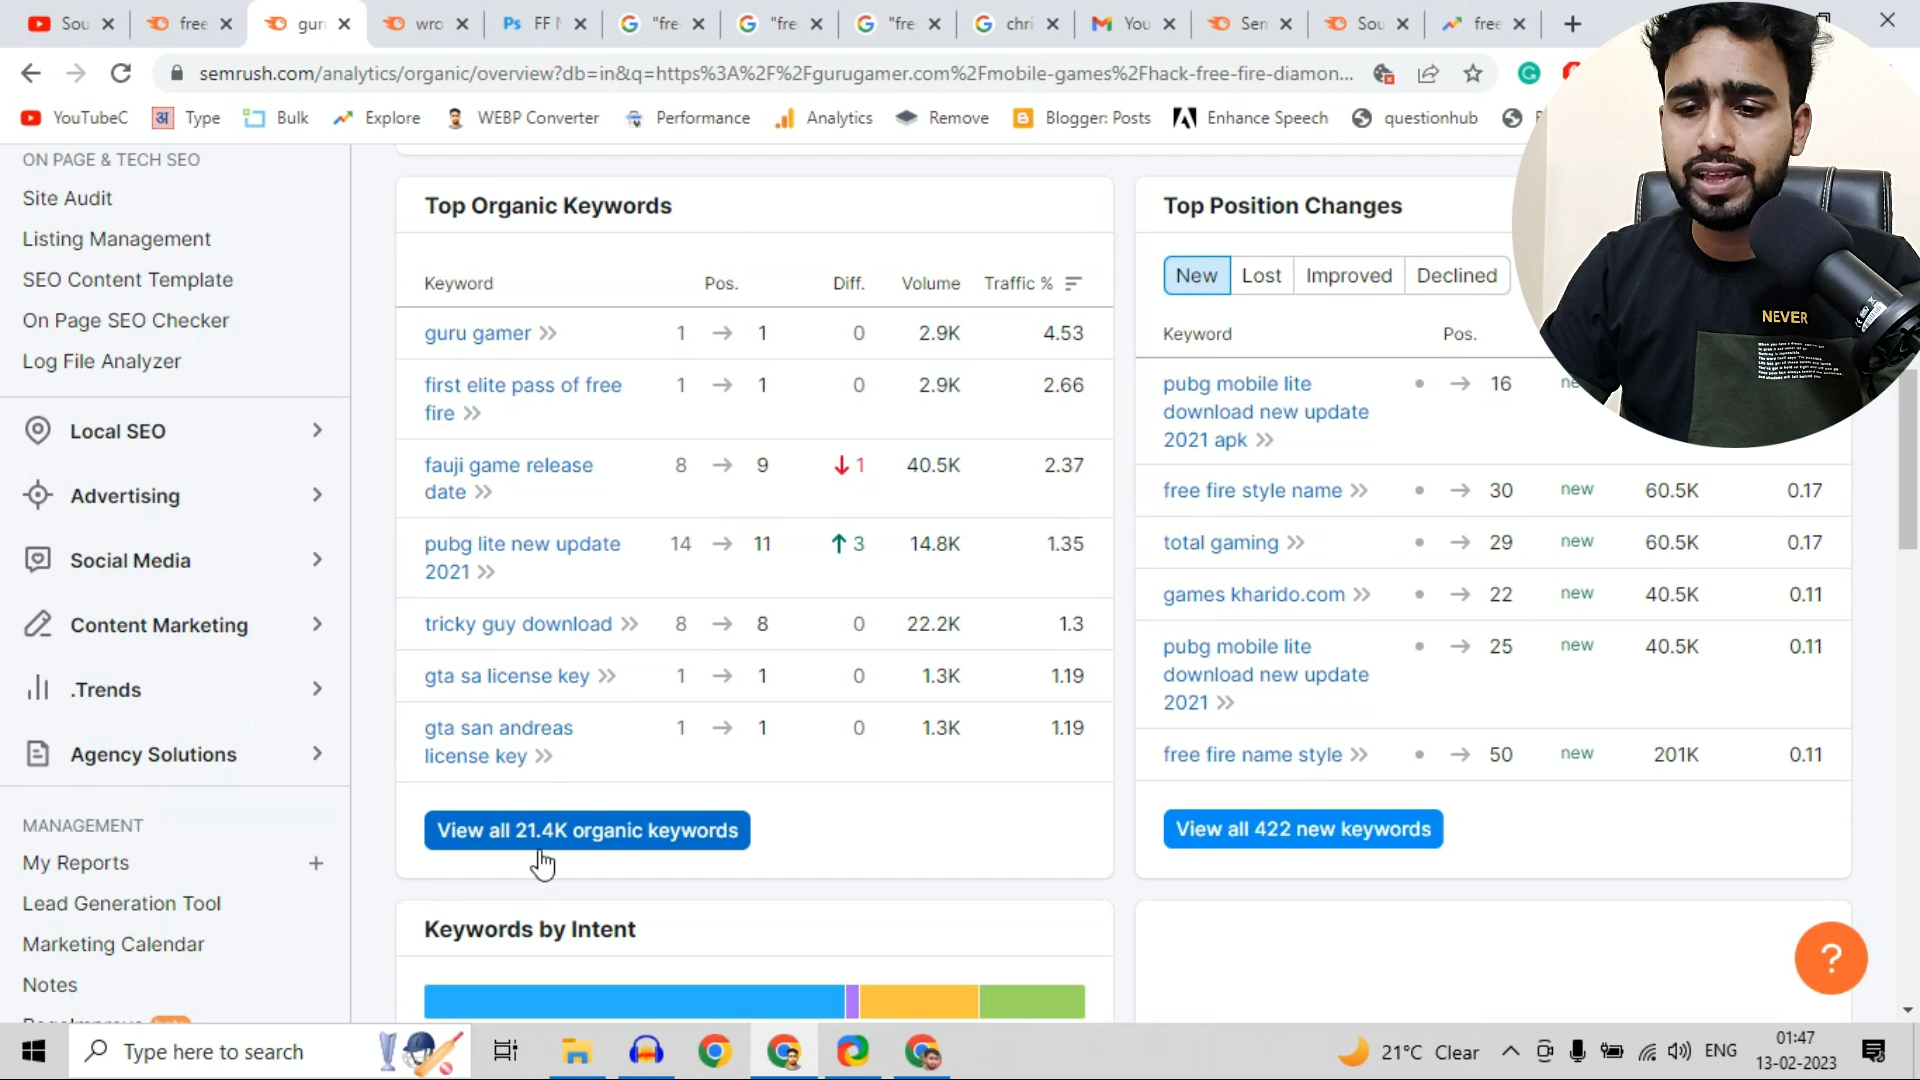 Sou
free
guru
wro
FF N
"fre
"fre
"fre
chri
You
Sem
Sou
free
semrush.com/analytics/organic/overview?db=in&q=https%3A%2F%2Fgurugamer.com%2Fmobile-games%2Fhack-free-fire-diamon...
YouTubeC
अ Type
Bulk
Explore
WEBP Converter
Performance
Analytics
Remove
Blogger: Posts
Enhance Speech
questionhub
ON PAGE & TECH SEO
Site Audit
Listing Management
SEO Content Template
On Page SEO Checker
Log File Analyzer
Local SEO
Advertising
Social Media
Content Marketing
.Trends
Agency Solutions
MANAGEMENT
My Reports +
Lead Generation Tool
Marketing Calendar
Notes
Top Organic Keywords
Keyword Pos. Diff. Volume Traffic %
guru gamer 1 → 1 0 2.9K 4.53
first elite pass of free
fire 1 → 1 0 2.9K 2.66
fauji game release
date 8 → 9 ↓ 1 40.5K 2.37
pubg lite new update
2021 14 → 11 ↑ 3 14.8K 1.35
tricky guy download 8 → 8 0 22.2K 1.3
gta sa license key 1 → 1 0 1.3K 1.19
gta san andreas
license key 1 → 1 0 1.3K 1.19
View all 21.4K organic keywords
Keywords by Intent
Top Position Changes
New Lost Improved Declined
Keyword Pos.
pubg mobile lite
download new update
2021 apk → 16
free fire style name → 30 new 60.5K 0.17
total gaming → 29 new 60.5K 0.17
games kharido.com → 22 new 40.5K 0.11
pubg mobile lite
download new update
2021 → 25 new 40.5K 0.11
free fire name style → 50 new 201K 0.11
View all 422 new keywords
NEVER
?
Type here to search
21°C Clear
ENG
01:47
13-02-2023